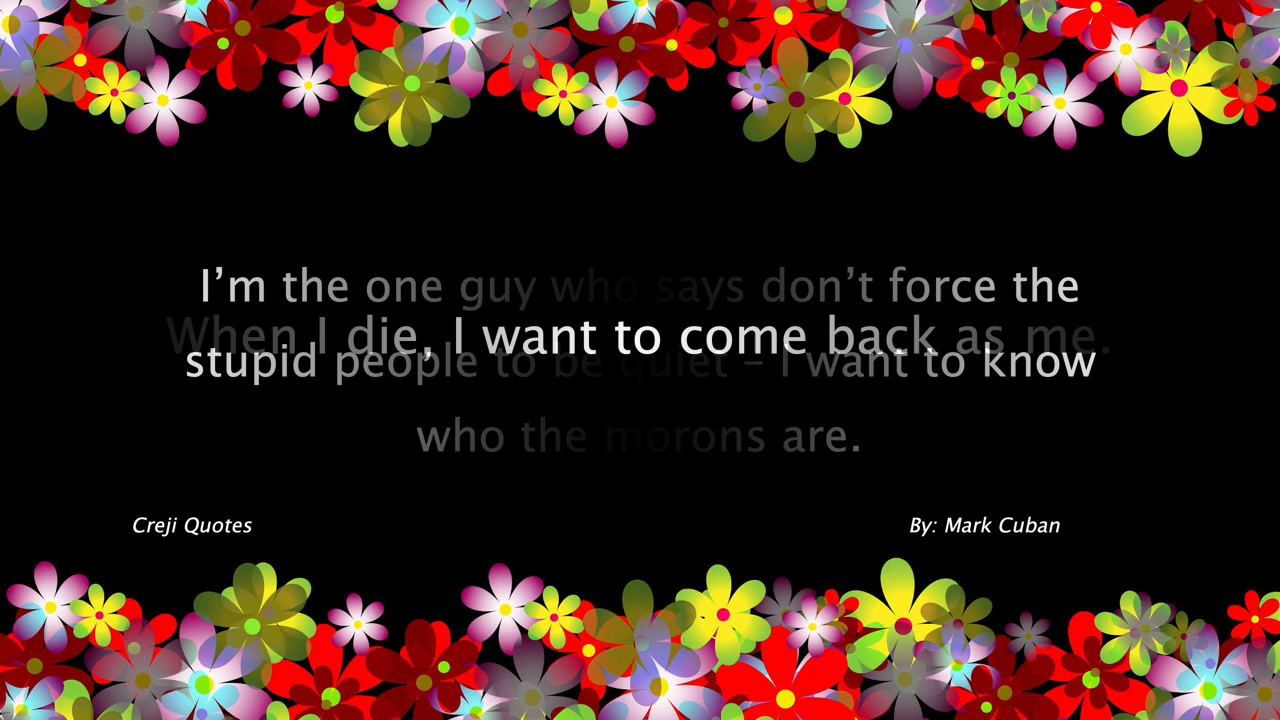 I’m the one guy who says don’t force the
When I die, I want to come back as me.
stupid people to be quiet – I want to know
who the morons are.
Creji Quotes
By: Mark Cuban